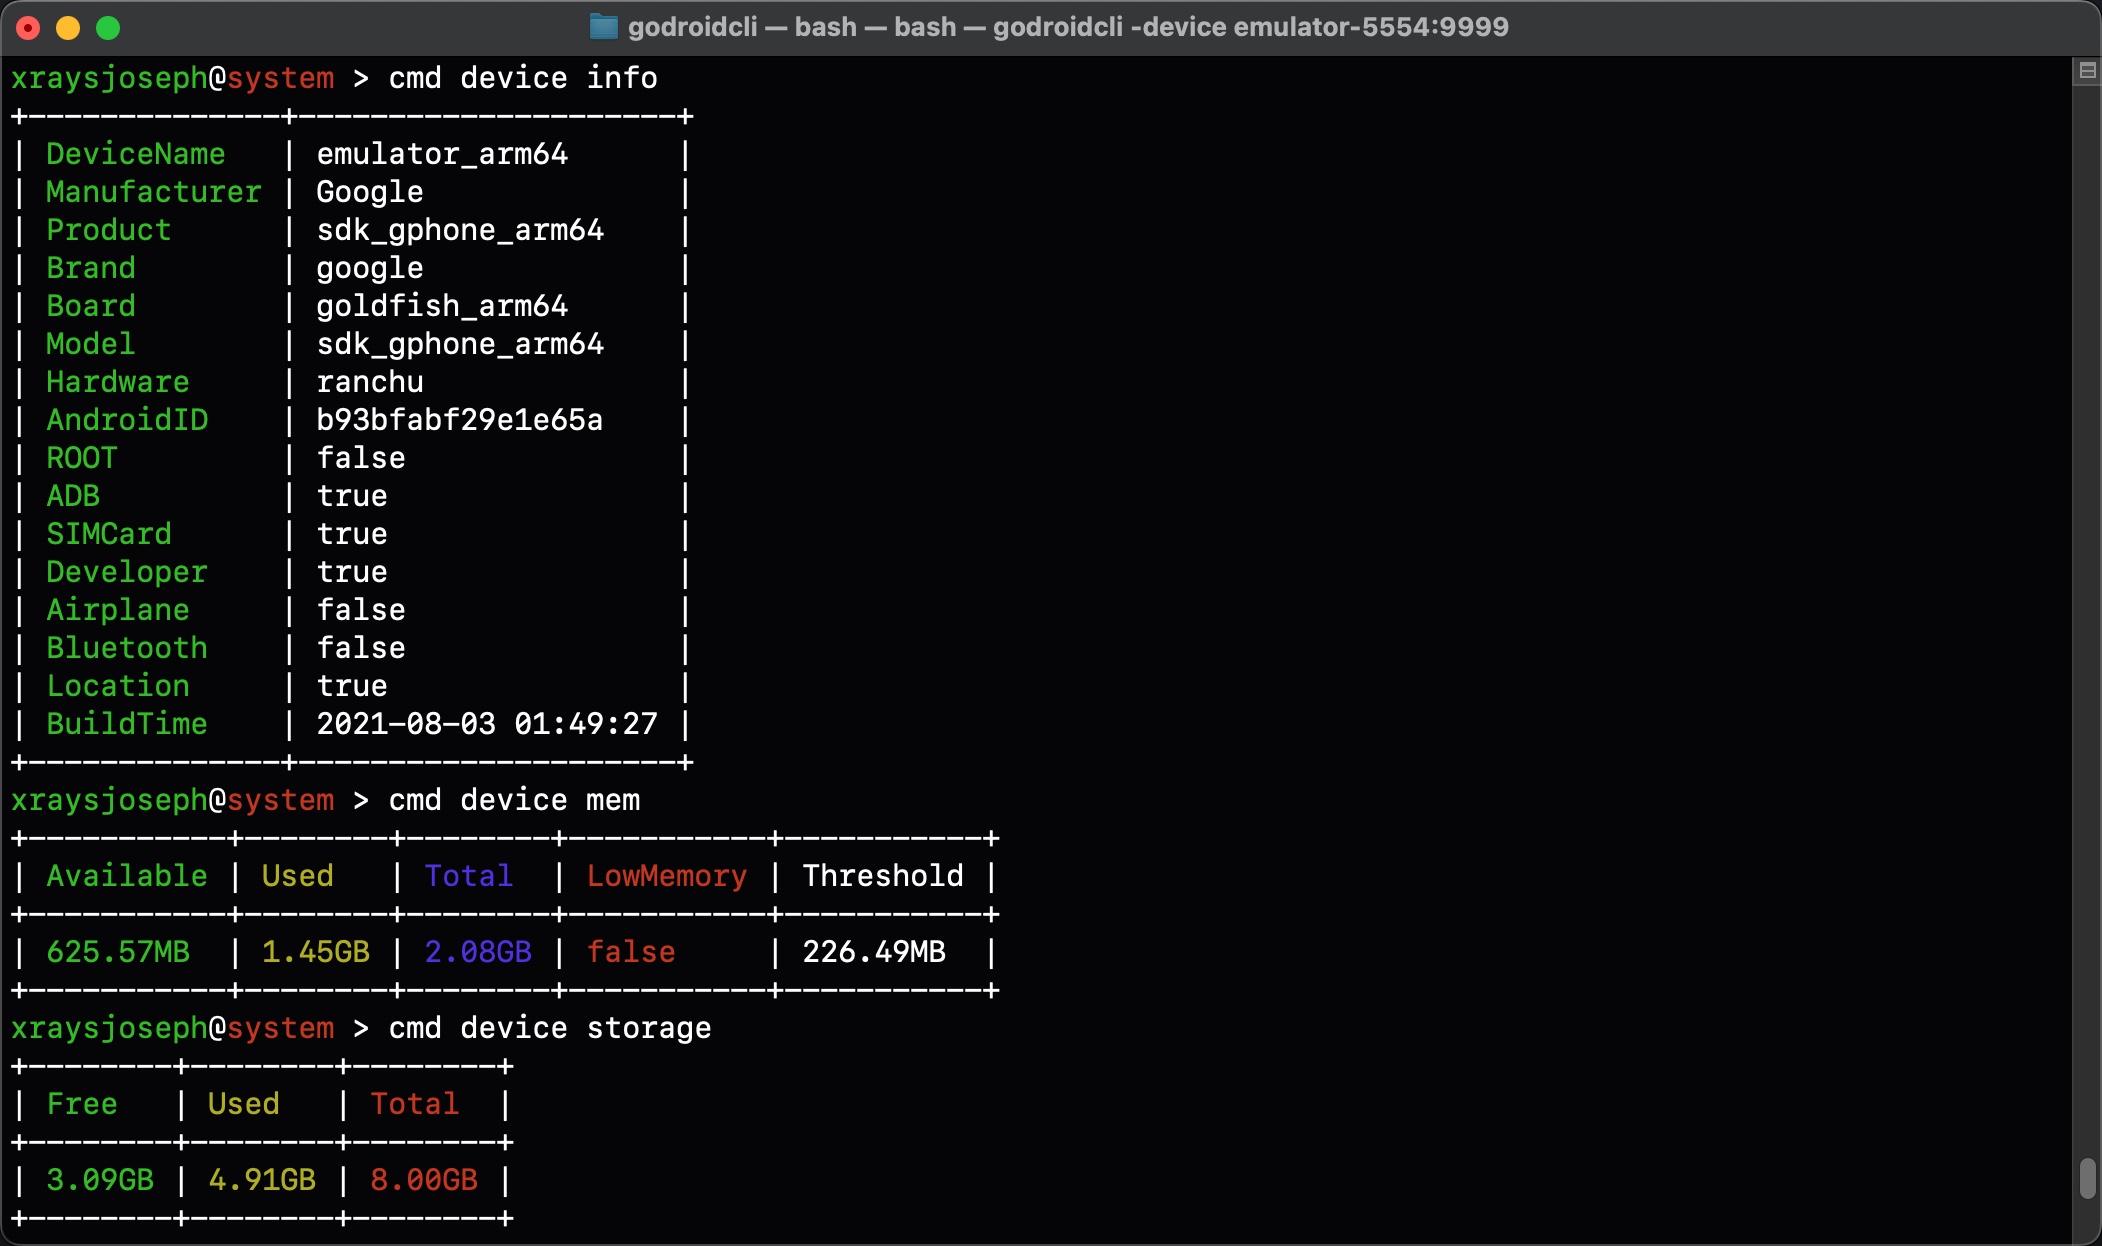 godroidcli — bash — bash — godroidcli -device emulator-5554:9999
xraysjoseph@system > cmd device info
+--------------+---------------------+
| DeviceName   | emulator_arm64      |
| Manufacturer | Google              |
| Product      | sdk_gphone_arm64    |
| Brand        | google              |
| Board        | goldfish_arm64      |
| Model        | sdk_gphone_arm64    |
| Hardware     | ranchu              |
| AndroidID    | b93bfabf29e1e65a    |
| ROOT         | false               |
| ADB          | true                |
| SIMCard      | true                |
| Developer    | true                |
| Airplane     | false               |
| Bluetooth    | false               |
| Location     | true                |
| BuildTime    | 2021-08-03 01:49:27 |
+--------------+---------------------+
xraysjoseph@system > cmd device mem
+-----------+--------+--------+-----------+-----------+
| Available | Used   | Total  | LowMemory | Threshold |
+-----------+--------+--------+-----------+-----------+
| 625.57MB  | 1.45GB | 2.08GB | false     | 226.49MB  |
+-----------+--------+--------+-----------+-----------+
xraysjoseph@system > cmd device storage
+--------+--------+--------+
| Free   | Used   | Total  |
+--------+--------+--------+
| 3.09GB | 4.91GB | 8.00GB |
+--------+--------+--------+